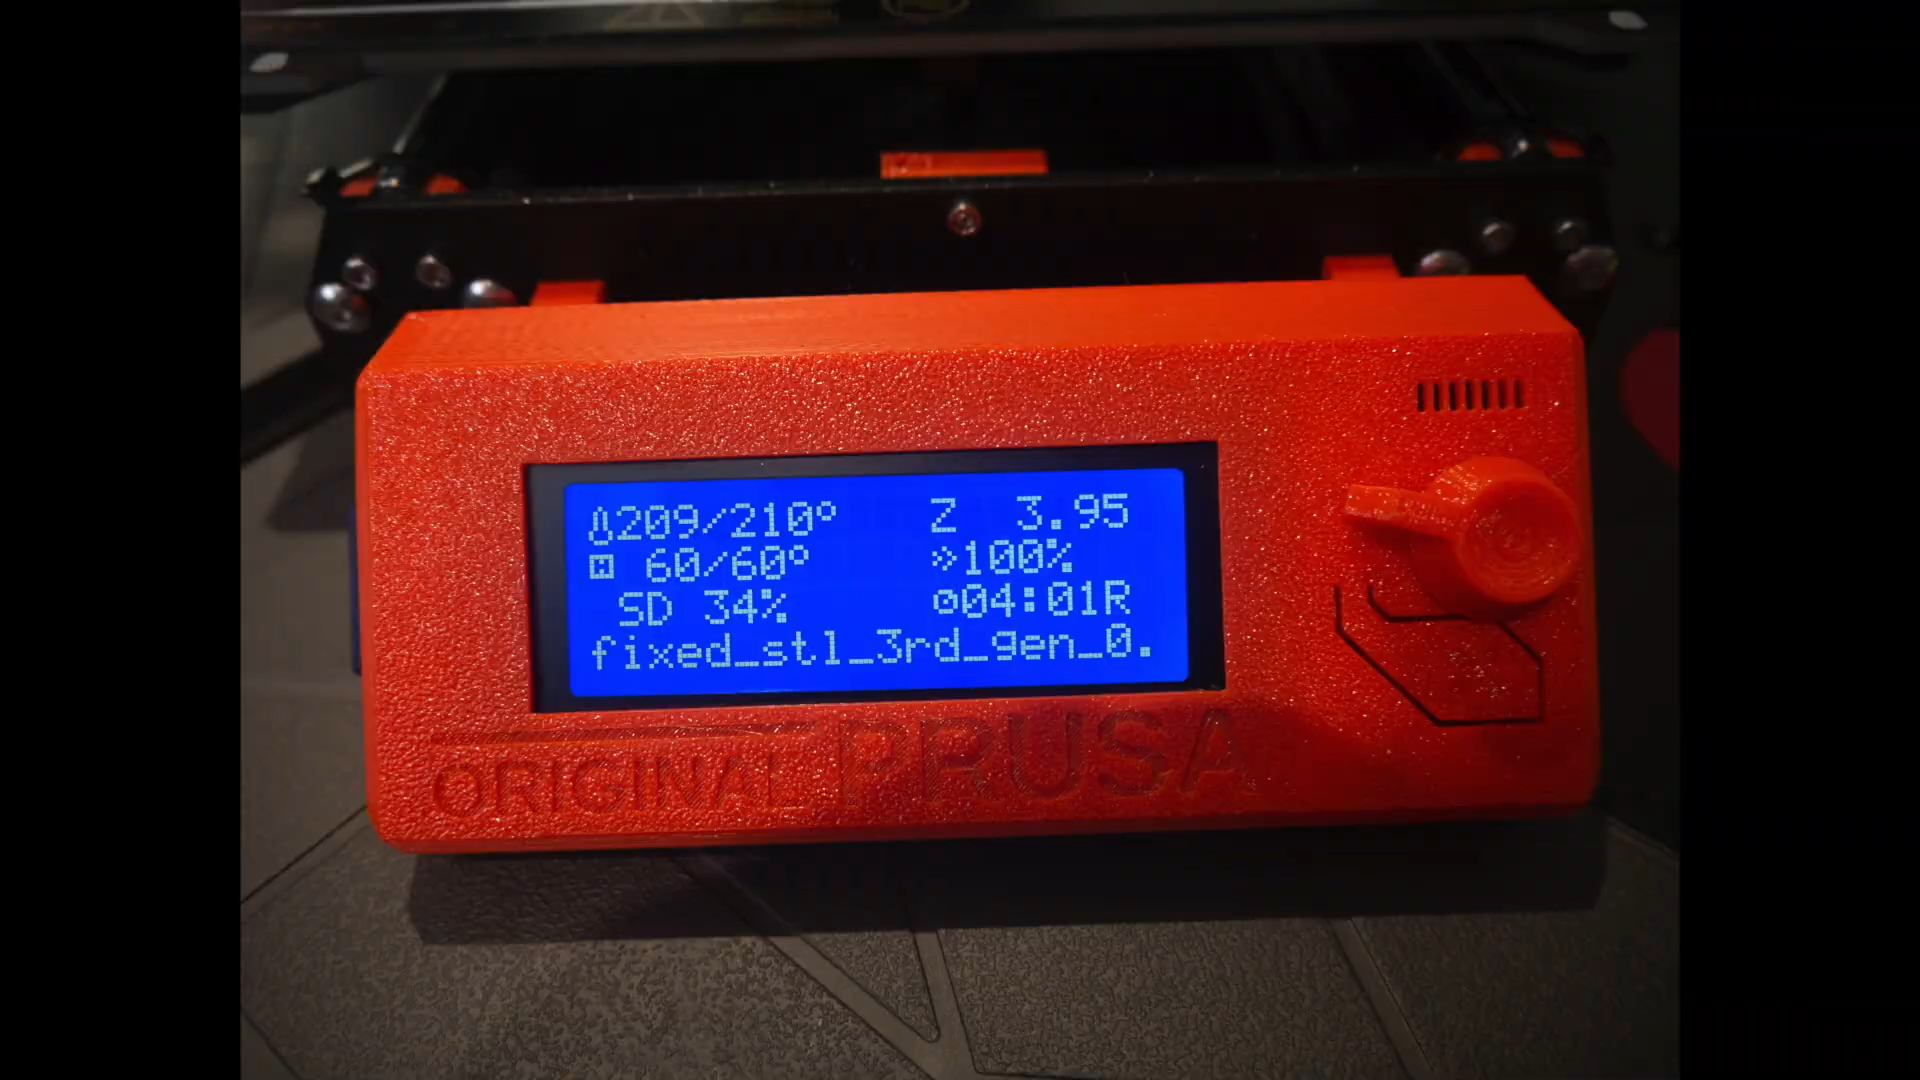 209/210° Z 3.95
60/60° 100%
SD 34% 04:01R
fixed_stl_3rd_gen_0.
ORIGINAL PRUSA